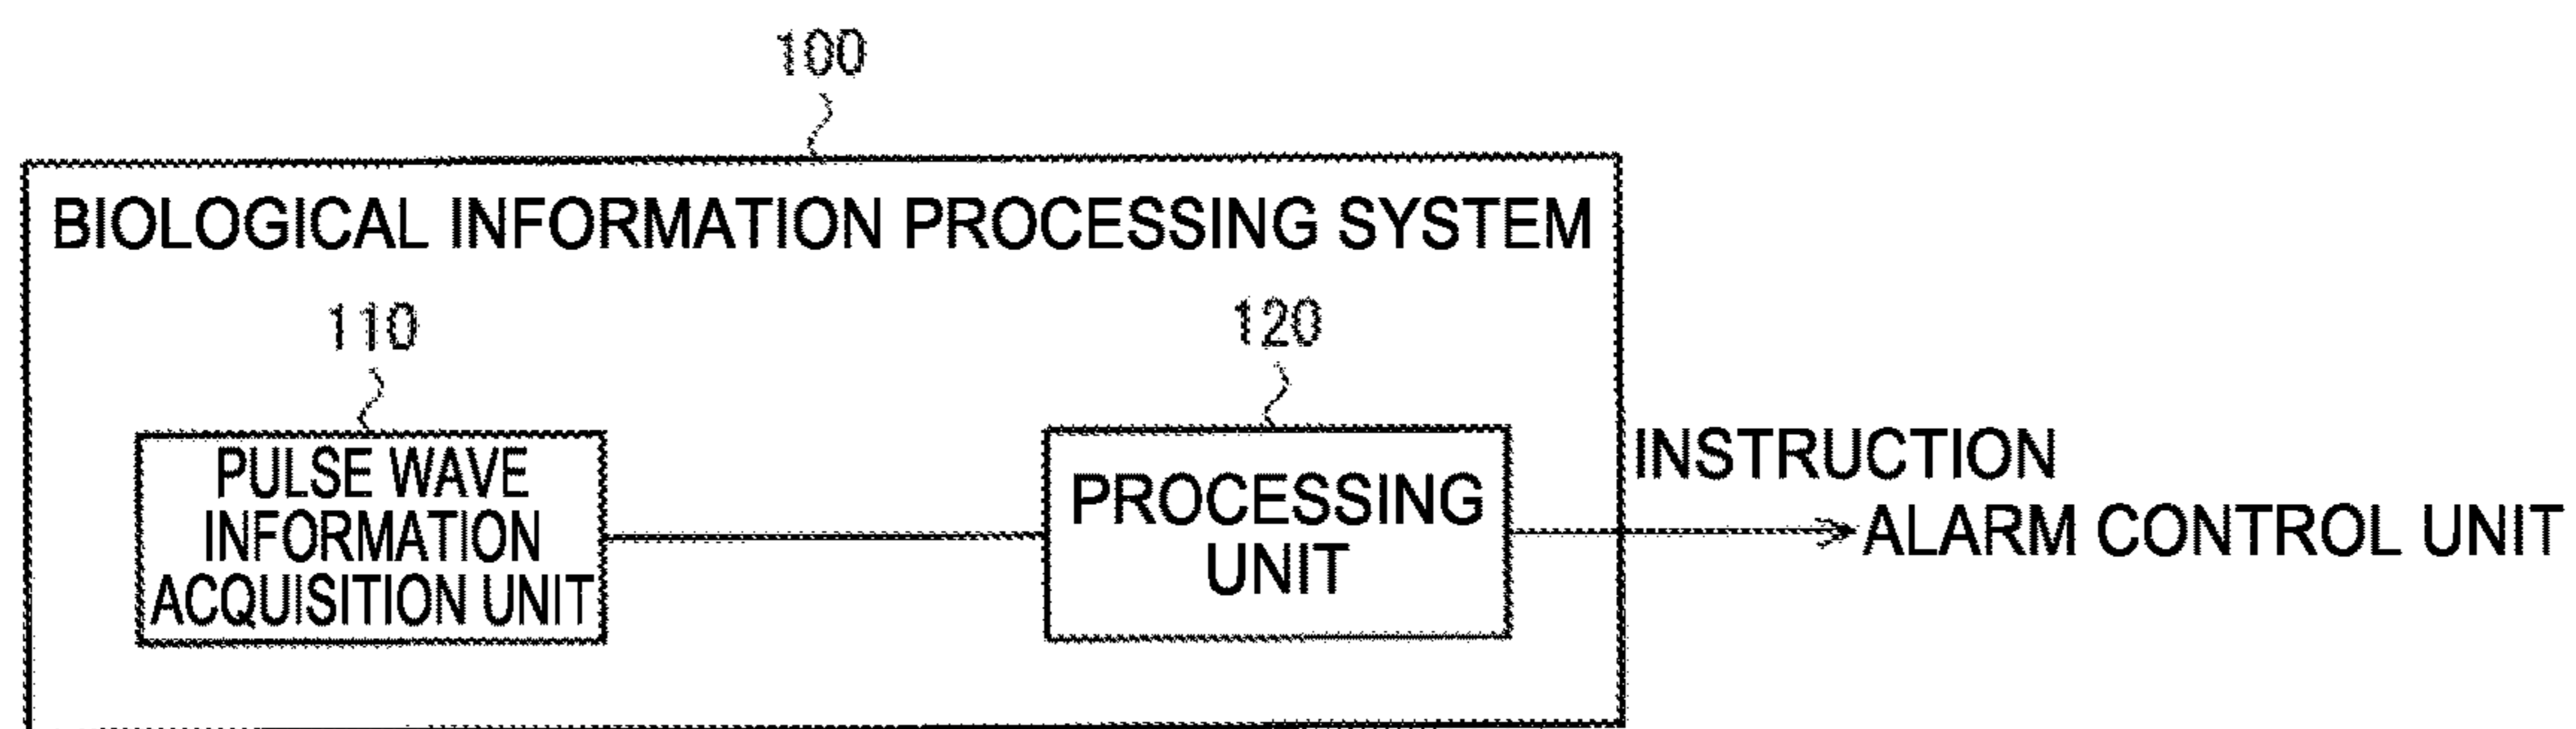 100
BIOLOGICAL INFORMATION PROCESSING SYSTEM
110
120
PULSE WAVE
INFORMATION
ACQUISITION UNIT
PROCESSING
UNIT
INSTRUCTION
ALARM CONTROL UNIT